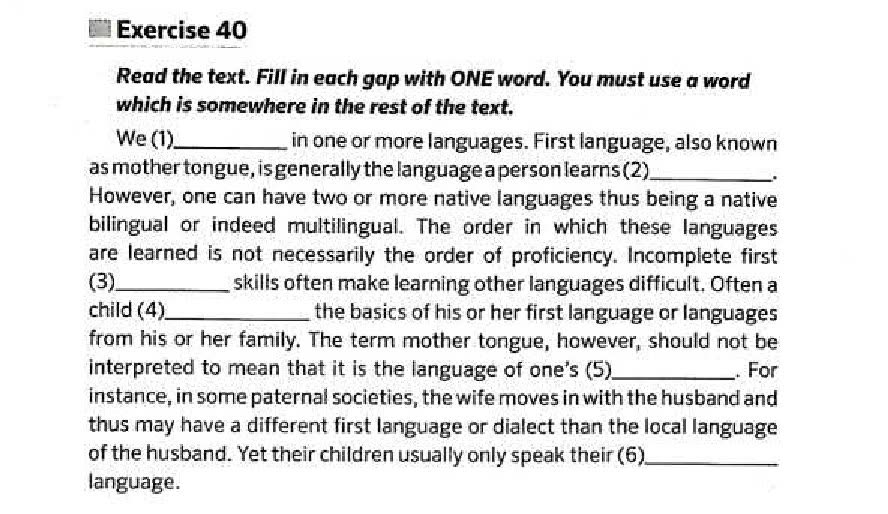 Exercise 40
Read the text. Fill in each gap with ONE word. You must use a word
which is somewhere in the rest of the text.
We (1)__________ in one or more languages. First language, also known
as mother tongue, is generally the language a person learns (2)__________.
However, one can have two or more native languages thus being a native
bilingual or indeed multilingual. The order in which these languages
are learned is not necessarily the order of proficiency. Incomplete first
(3)__________ skills often make learning other languages difficult. Often a
child (4)__________ the basics of his or her first language or languages
from his or her family. The term mother tongue, however, should not be
interpreted to mean that it is the language of one's (5)__________. For
instance, in some paternal societies, the wife moves in with the husband and
thus may have a different first language or dialect than the local language
of the husband. Yet their children usually only speak their (6)__________
language.